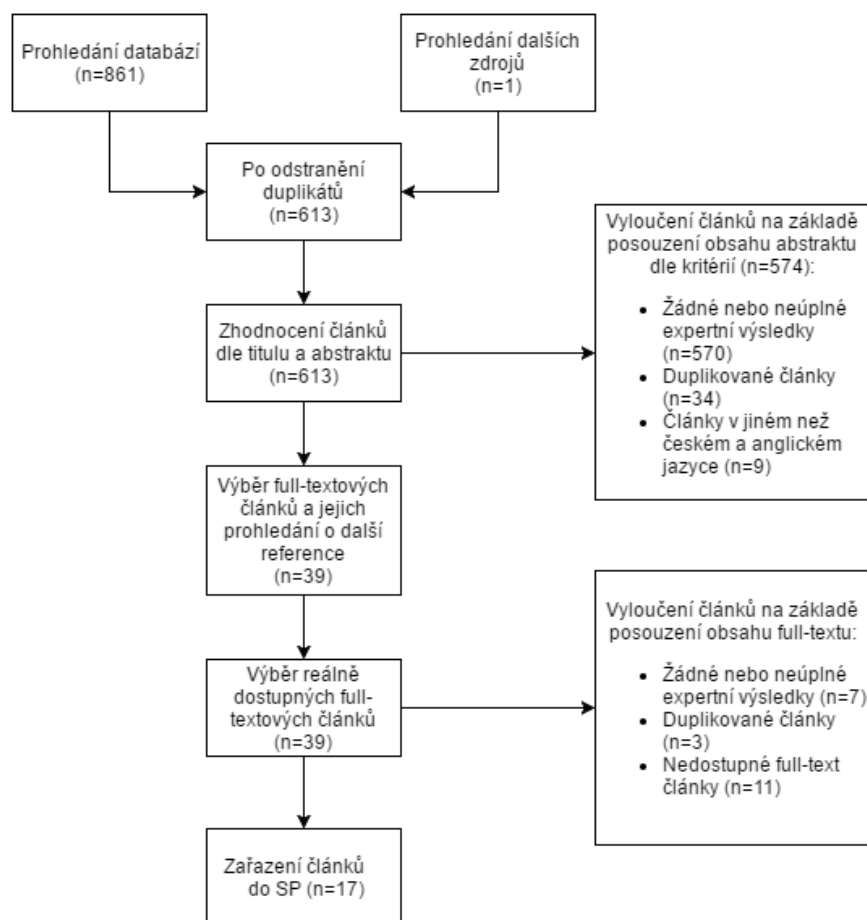 Prohledání databází
(n=861)
Prohledání dalších
zdrojů
(n=1)
Po odstranění
duplikátů
(n=613)
Zhodnocení článků
dle titulu a abstraktu
(n=613)
Vyloučení článků na základě
posouzení obsahu abstraktu
dle kritérií (n=574):
• Žádné nebo neúplné
expertní výsledky
(n=570)
• Duplikované články
(n=34)
• Články v jiném než
českém a anglickém
jazyce (n=9)
Výběr full-textových
článků a jejich
prohledání o další
reference
(n=39)
Výběr reálně
dostupných full-
textových článků
(n=39)
Vyloučení článků na základě
posouzení obsahu full-textu:
• Žádné nebo neúplné
expertní výsledky (n=7)
• Duplikované články
(n=3)
• Nedostupné full-text
články (n=11)
Zařazení článků
do SP (n=17)